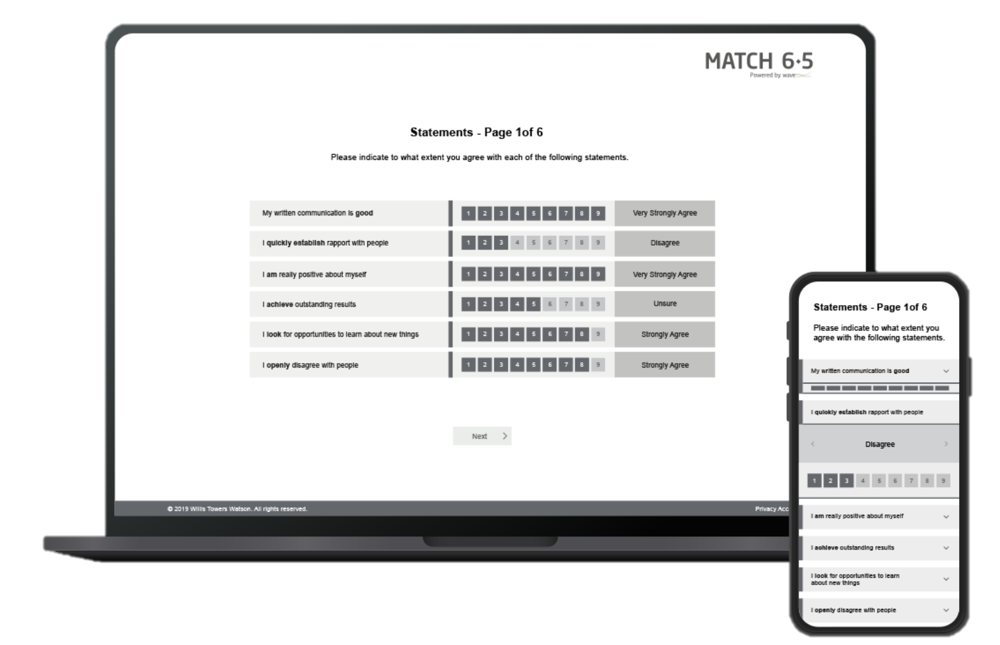 MATCH 6·5
Powered by wave
Statements - Page 1of 6
Please indicate to what extent you agree with each of the following statements.
My written communication is good 1 2 3 4 5 6 7 8 9 Very Strongly Agree
I quickly establish rapport with people 1 2 3 4 5 6 7 8 9 Disagree
I am really positive about myself 1 2 3 4 5 6 7 8 9 Very Strongly Agree
I achieve outstanding results 1 2 3 4 5 6 7 8 9 Unsure
I look for opportunities to learn about new things 1 2 3 4 5 6 7 8 9 Strongly Agree
I openly disagree with people 1 2 3 4 5 6 7 8 9 Strongly Agree
Next
© 2019 Willis Towers Watson. All rights reserved. Privacy Acc
Statements - Page 1of 6
Please indicate to what extent you
agree with the following statements.
My written communication is good
I quickly establish rapport with people
Disagree
1 2 3 4 5 6 7 8 9
I am really positive about myself
I achieve outstanding results
I look for opportunities to learn
about new things
I openly disagree with people